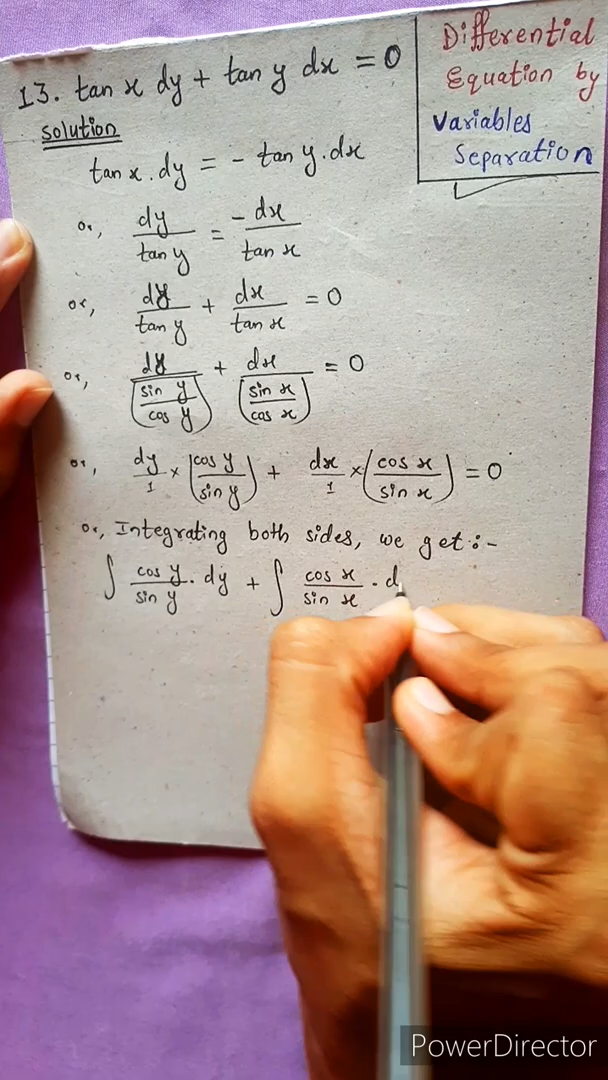 Differential
Equation by
Variables
Separation
13. tan x dy + tan y dx = 0
Solution
tan x . dy = - tan y . dx
or, dy/tan y = -dx/tan x
or, dy/tan y + dx/tan x = 0
or, dy/(sin y/cos y) + dx/(sin x/cos x) = 0
or, dy/1 × (cos y/sin y) + dx/1 × (cos x/sin x) = 0
or, Integrating both sides, we get :-
∫ cos y/sin y . dy + ∫ cos x/sin x . d
PowerDirector